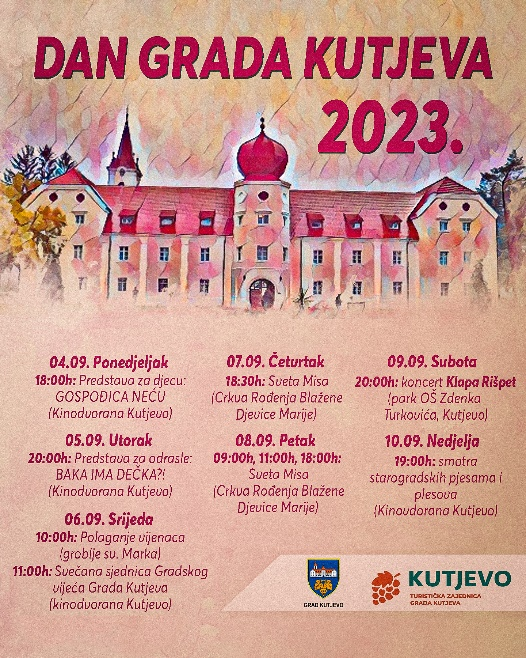 DAN GRADA KUTJEVA
2023.
04.09. Ponedjeljak
18:00h: Predstava za djecu:
GOSPOĐICA NEĆU
(Kinodvorana Kutjevo)
05.09. Utorak
20:00h: Predstava za odrasle:
BAKA IMA DEČKA?!
(Kinodvorana Kutjevo)
06.09. Srijeda
10:00h: Polaganje vijenaca
(groblje sv. Marka)
11:00h: Svečana sjednica Gradskog
vijeća Grada Kutjeva
(kinodvorana Kutjevo)
07.09. Četvrtak
18:30h: Sveta Misa
(Crkva Rođenja Blažene
Djevice Marije)
08.09. Petak
09:00h, 11:00h, 18:00h:
Sveta Misa
(Crkva Rođenja Blažene
Djevice Marije)
09.09. Subota
20:00h: koncert Klapa Rišpet
(park OŠ Zdenka
Turkovića, Kutjevo)
10.09. Nedjelja
19:00h: smotra
starogradskih pjesama i
plesova
(Kinodvorana Kutjevo)
GRAD KUTJEVO
KUTJEVO
TURISTIČKA ZAJEDNICA
GRADA KUTJEVA